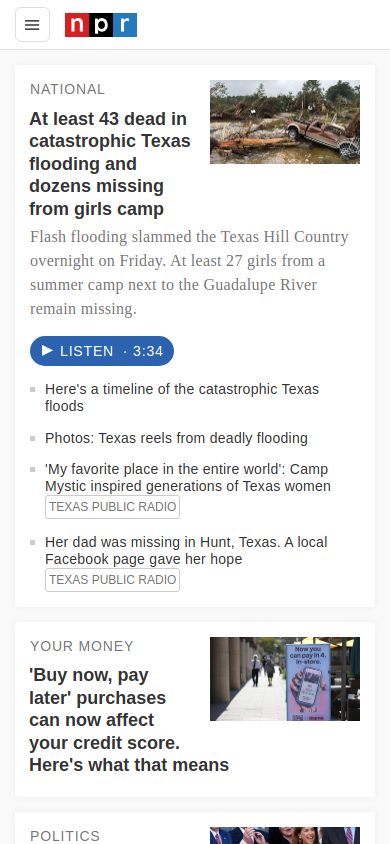 npr
NATIONAL
At least 43 dead in
catastrophic Texas
flooding and
dozens missing
from girls camp
Flash flooding slammed the Texas Hill Country
overnight on Friday. At least 27 girls from a
summer camp next to the Guadalupe River
remain missing.
LISTEN · 3:34
Here's a timeline of the catastrophic Texas
floods
Photos: Texas reels from deadly flooding
'My favorite place in the entire world': Camp
Mystic inspired generations of Texas women
TEXAS PUBLIC RADIO
Her dad was missing in Hunt, Texas. A local
Facebook page gave her hope
TEXAS PUBLIC RADIO
YOUR MONEY
'Buy now, pay
later' purchases
can now affect
your credit score.
Here's what that means
Now you
can pay in 4.
In-store.
POLITICS